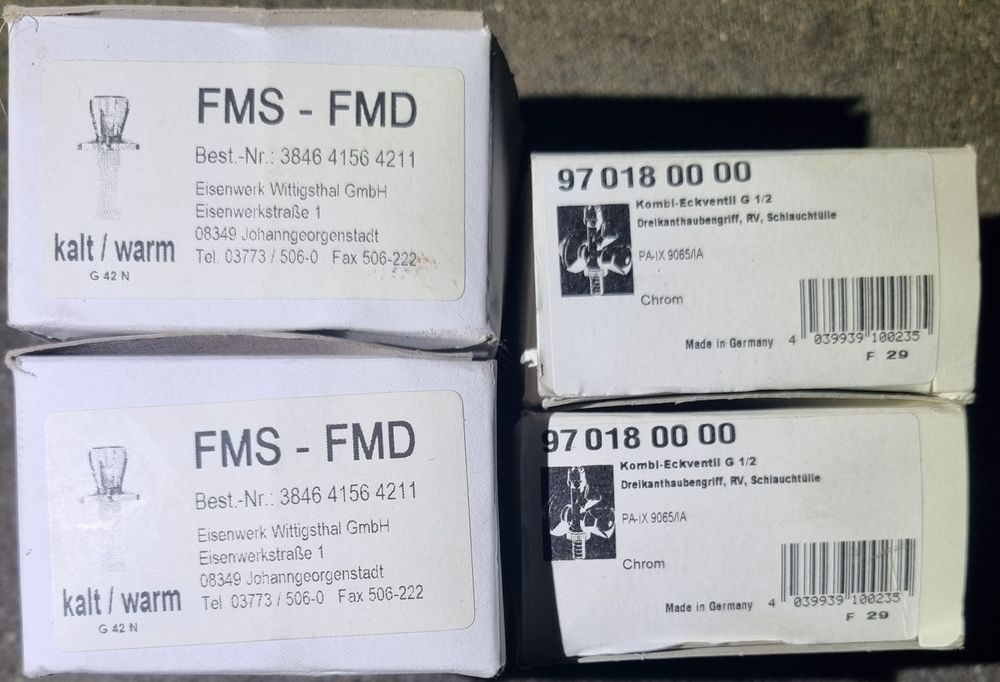 FMS - FMD
Best.-Nr.: 3846 4156 4211
Eisenwerk Wittigsthal GmbH
Eisenwerkstraße 1
08349 Johanngeorgenstadt
Tel. 03773 / 506-0 Fax 506-222
kalt / warm
G 42 N
97 018 00 00
Kombi-Eckventil G 1/2
Dreikanthaubengriff, RV, Schlauchtülle
PA-IX 9065/IA
Chrom
Made in Germany
4 039939 100235
F 29
FMS - FMD
Best.-Nr.: 3846 4156 4211
Eisenwerk Wittigsthal GmbH
Eisenwerkstraße 1
08349 Johanngeorgenstadt
Tel. 03773 / 506-0 Fax 506-222
kalt / warm
G 42 N
97 018 00 00
Kombi-Eckventil G 1/2
Dreikanthaubengriff, RV, Schlauchtülle
PA-IX 9065/IA
Chrom
Made in Germany
4 039939 100235
F 29